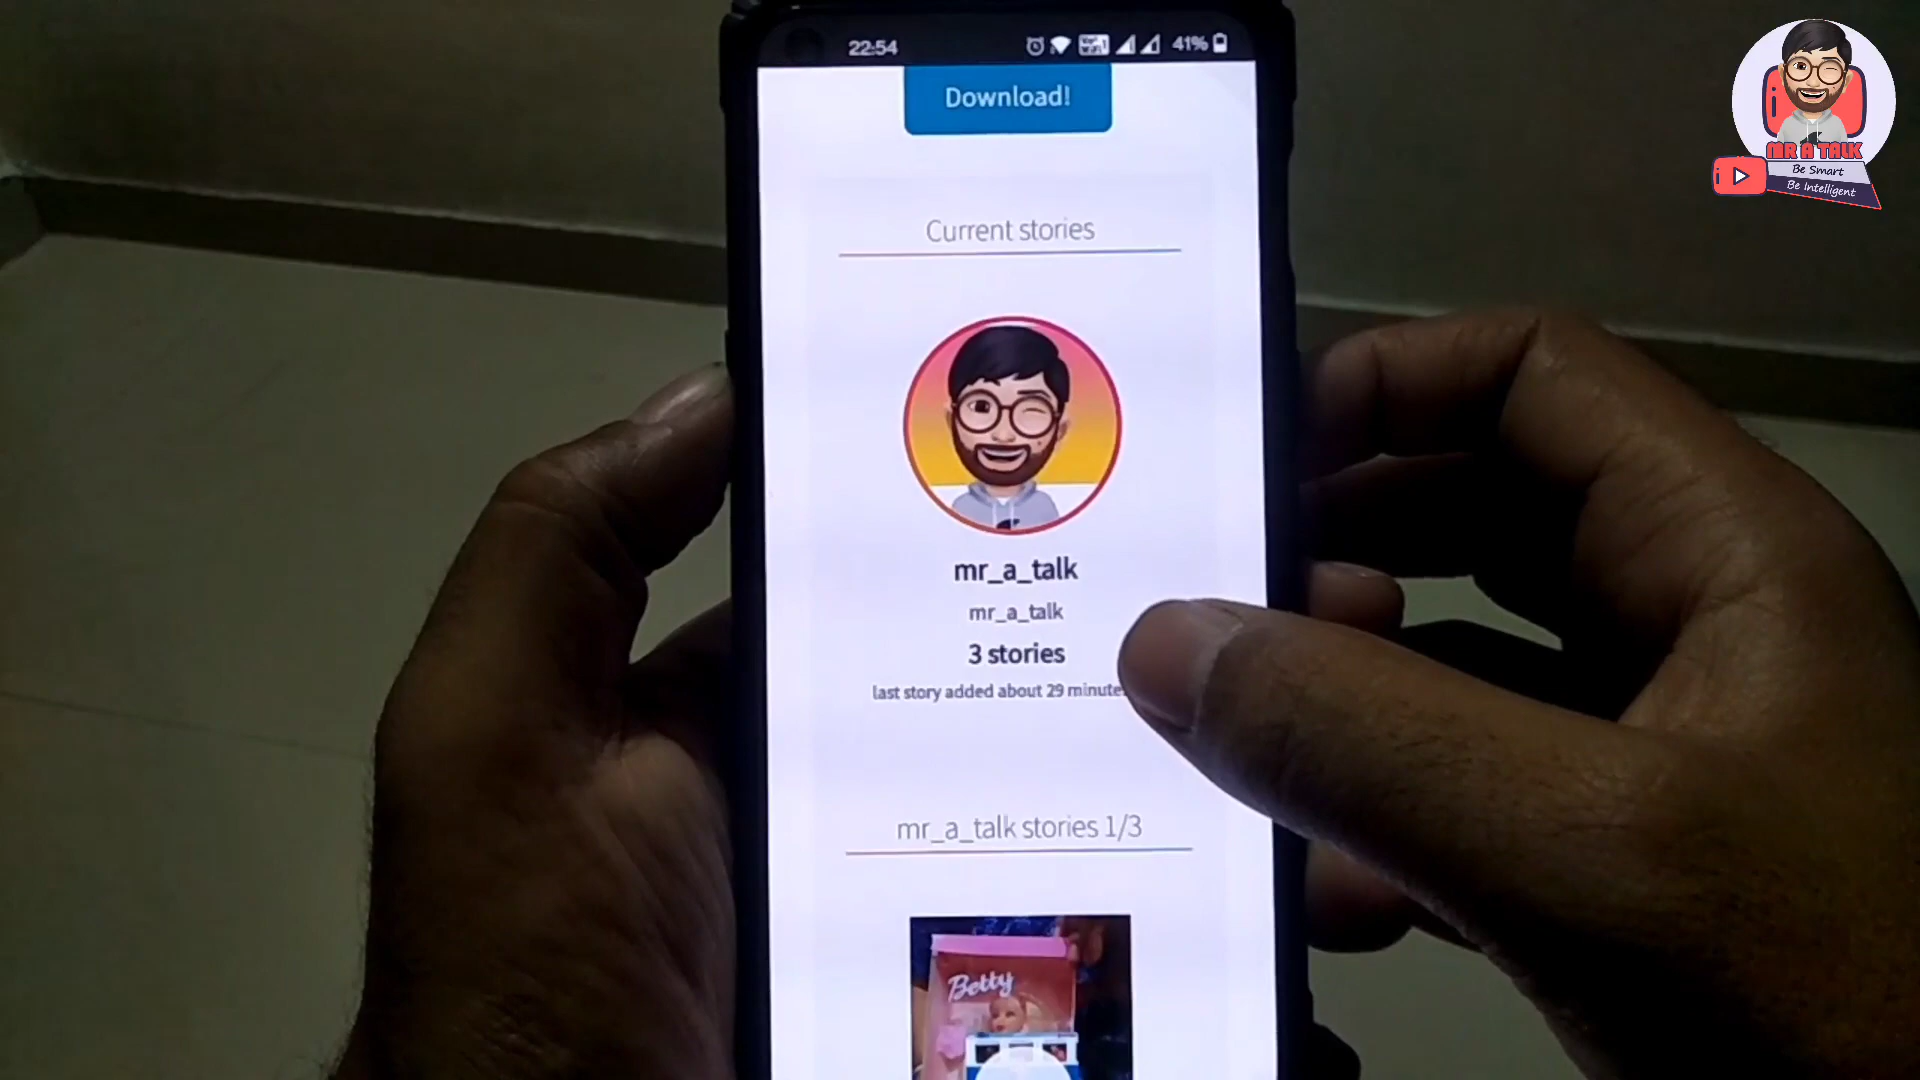 22:54
41%
Download!
Current stories
mr_a_talk
mr_a_talk
3 stories
last story added about 29 minute
mr_a_talk stories 1/3
Betty
MR A TALK
Be Smart
Be Intelligent